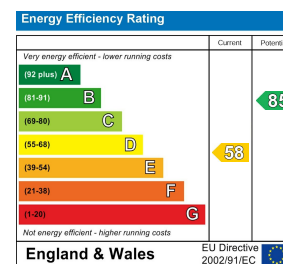 Energy Efficiency Rating
Current
Very energy efficient - lower running costs
(92 plus) A
(81-91) B
85
(69-80) C
(55-68) D
58
(39-54) E
(21-38) F
(1-20) G
Not energy efficient - higher running costs
England & Wales
EU Directive
2002/91/EC